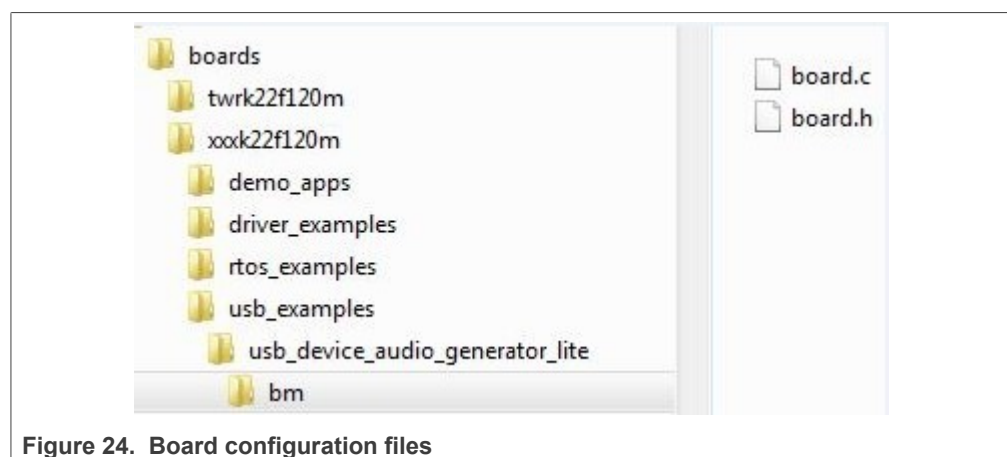 boards
twrk22f120m
xxxk22f120m
demo_apps
driver_examples
rtos_examples
usb_examples
usb_device_audio_generator_lite
bm
board.c
board.h
Figure 24. Board configuration files